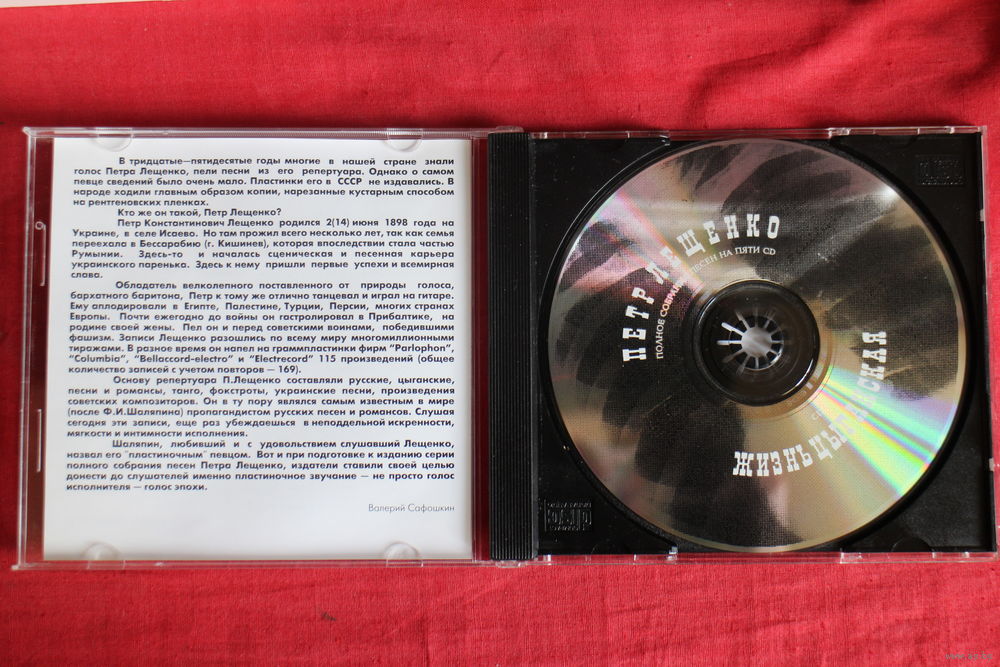 В тридцатые—пятидесятые годы многие в нашей стране знали
голос Петра Лещенко, пели песни из его репертуара. Однако о самом
певце сведений было очень мало. Пластинки его в СССР не издавались. В
народе ходили главным образом копии, нарезанные кустарным способом
на рентгеновских пленках.
Кто же он такой, Петр Лещенко?
Петр Константинович Лещенко родился 2(14) июня 1898 года на
Украине, в селе Исаева. Но там прожил всего несколько лет, так как семья
переехала в Бессарабию (г. Кишинев), которая впоследствии стала частью
Румынии. Здесь-то и началась сценическая и песенная карьера
украинского паренька. Здесь к нему пришли первые успехи и всемирная
слава.
Обладатель велколепного поставленного от природы голоса,
бархатного баритона, Петр к тому же отлично танцевал и играл на гитаре.
Ему аплодировали в Египте, Палестине, Турции, Персии, многих странах
Европы. Почти ежегодно до войны он гастролировал в Прибалтике, на
родине своей жены. Пел он и перед советскими воинами, победившими
фашизм. Записи Лещенко разошлись по всему миру многомиллионными
тиражами. В разное время он напел на граммпластинки фирм "Parlophon",
"Columbia", "Bellaccord-electro" и "Electrecord" 115 произведений (общее
количество записей с учетом повторов — 169).
Основу репертуара П.Лещенко составляли русские, цыганские,
песни и романсы, танго, фокстроты, украинские песни, произведения
советских композиторов. Он в ту пору являлся самым известным в мире
(после Ф.И.Шаляпина) пропагандистом русских песен и романсов. Слушая
сегодня эти записи, еще раз убеждаешься в неподдельной искренности,
мягкости и интимности исполнения.
Шаляпин, любивший и с удовольствием слушавший Лещенко,
назвал его "пластиночным" певцом. Вот и при подготовке к изданию серии
полного собрания песен Петра Лещенко, издатели ставили своей целью
донести до слушателей именно пластиночное звучание — не просто голос
исполнителя — голос эпохи.
Валерий Сафошкин
ПЕТР ЛЕЩЕНКО
ПОЛНОЕ СОБРАНИЕ ПЕСЕН НА ПЯТИ CD
ЖИЗНЬ ЦЫГАНСКАЯ